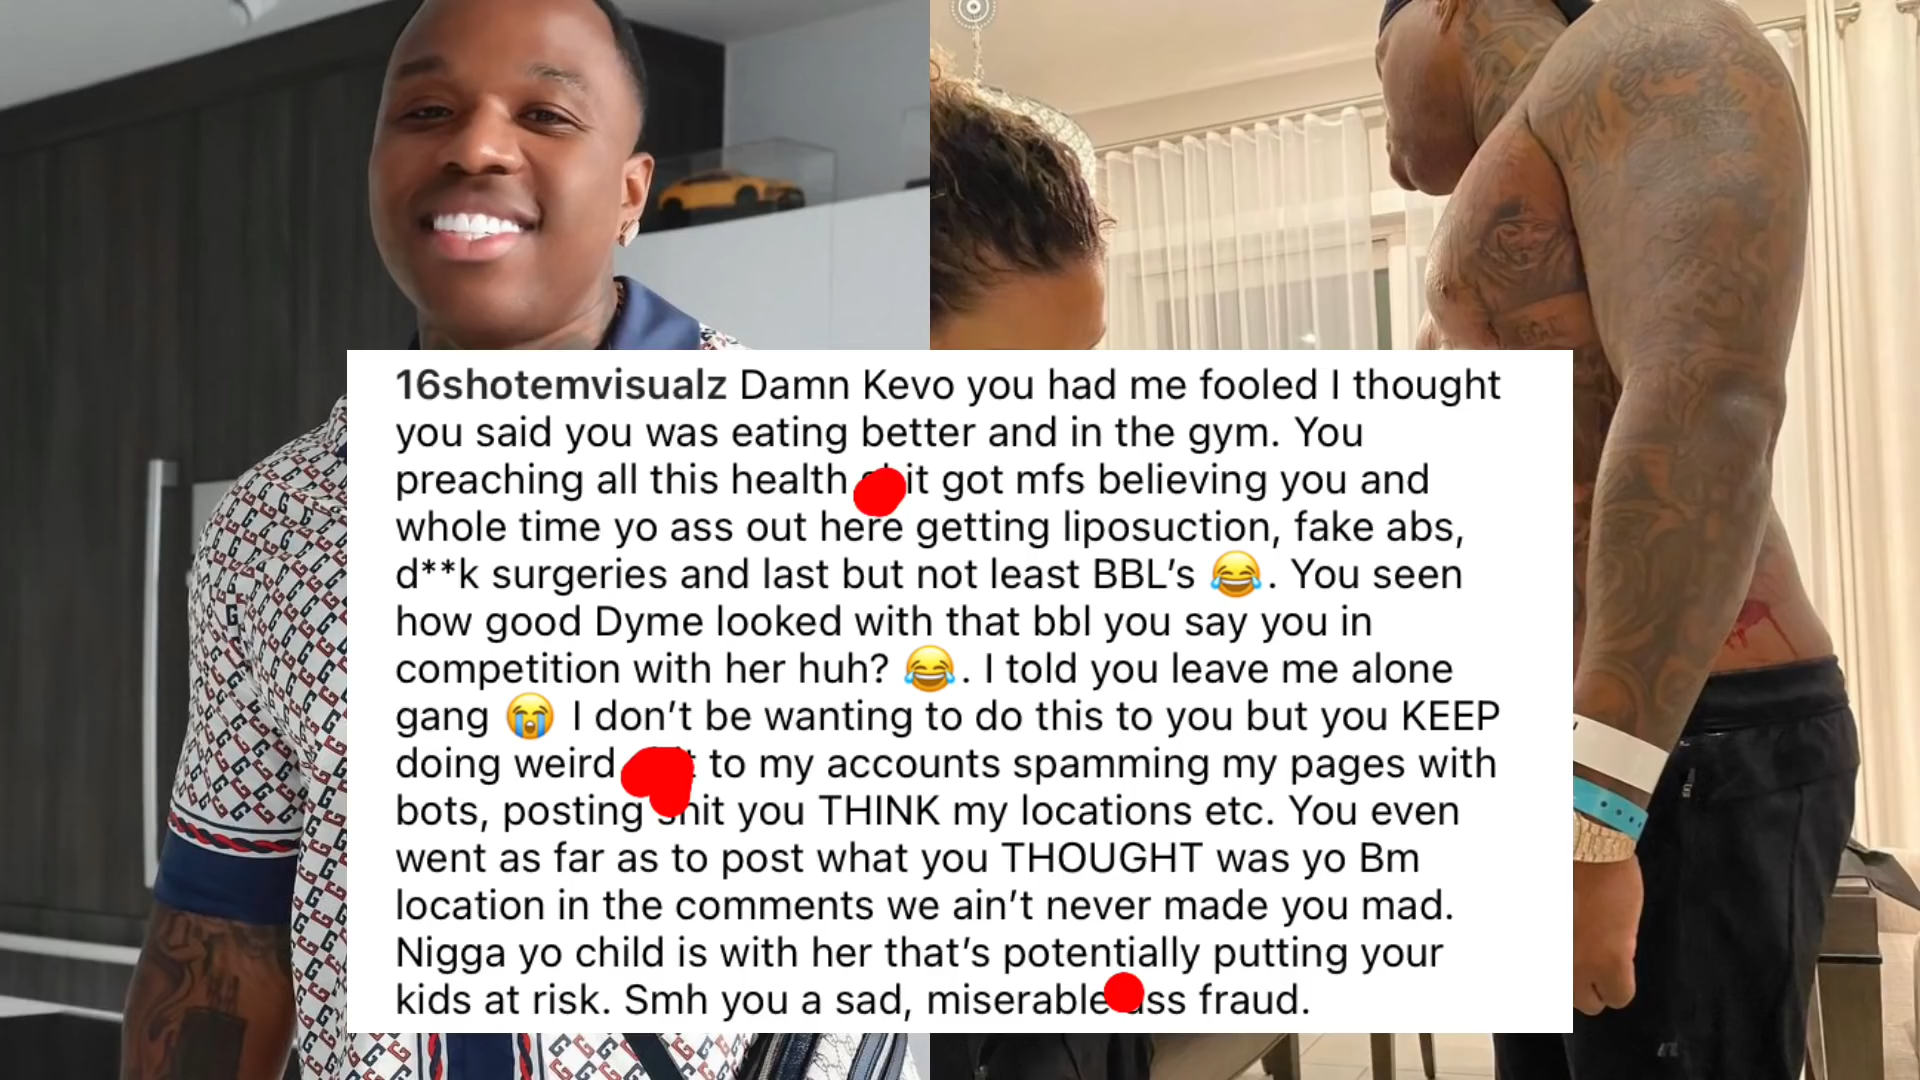 16shotemvisualz Damn Kevo you had me fooled I thought
you said you was eating better and in the gym. You
preaching all this health it got mfs believing you and
whole time yo ass out here getting liposuction, fake abs,
d**k surgeries and last but not least BBL’s 😂. You seen
how good Dyme looked with that bbl you say you in
competition with her huh? 😂. I told you leave me alone
gang 😭 I don’t be wanting to do this to you but you KEEP
doing weird to my accounts spamming my pages with
bots, posting shit you THINK my locations etc. You even
went as far as to post what you THOUGHT was yo Bm
location in the comments we ain’t never made you mad.
Nigga yo child is with her that’s potentially putting your
kids at risk. Smh you a sad, miserable ass fraud.